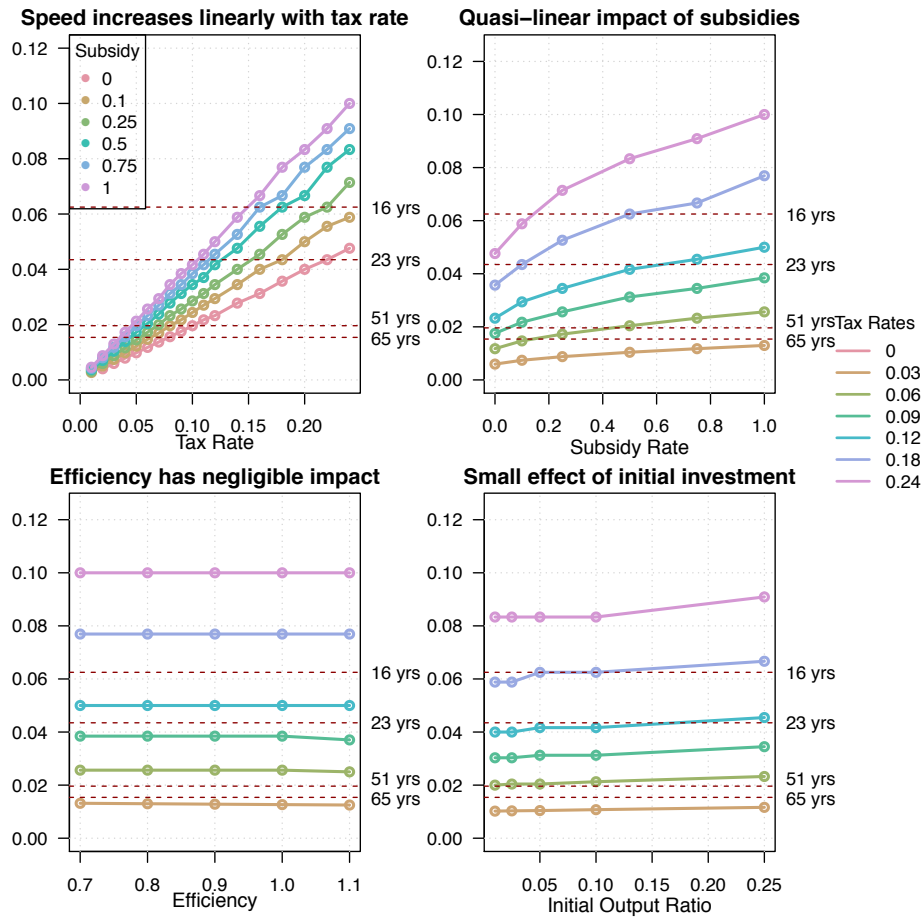 Speed increases linearly with tax rate
0.12
0.10
0.08
0.06
0.04
0.02
0.00
Subsidy
0
0.1
0.25
0.5
0.75
1
16 yrs
23 yrs
51 yrs
65 yrs
0.00 0.05 0.10 0.15 0.20
Tax Rate
Quasi−linear impact of subsidies
0.12
0.10
0.08
0.06
0.04
0.02
0.00
16 yrs
23 yrs
51 yrs
65 yrs
0.0 0.2 0.4 0.6 0.8 1.0
Subsidy Rate
Tax Rates
0
0.03
0.06
0.09
0.12
0.18
0.24
Efficiency has negligible impact
0.12
0.10
0.08
0.06
0.04
0.02
0.00
16 yrs
23 yrs
51 yrs
65 yrs
0.7 0.8 0.9 1.0 1.1
Efficiency
Small effect of initial investment
0.12
0.10
0.08
0.06
0.04
0.02
0.00
16 yrs
23 yrs
51 yrs
65 yrs
0.05 0.10 0.15 0.20 0.25
Initial Output Ratio